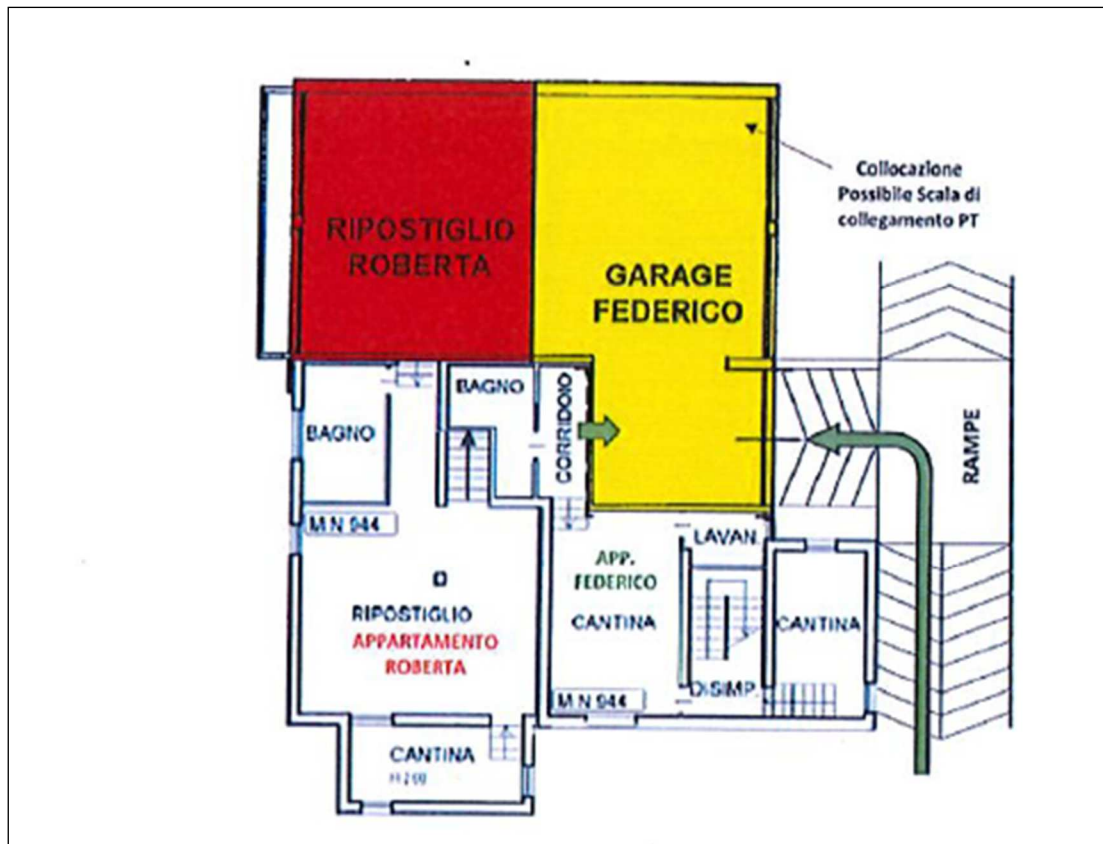 Collocazione
Possibile Scala di
collegamento PT
RIPOSTIGLIO
ROBERTA
GARAGE
FEDERICO
BAGNO
CORRIDOIO
BAGNO
RAMPE
M N 944
LAVAN.
APP.
FEDERICO
CANTINA
CANTINA
RIPOSTIGLIO
APPARTAMENTO
ROBERTA
DISIMP.
M N 944
CANTINA